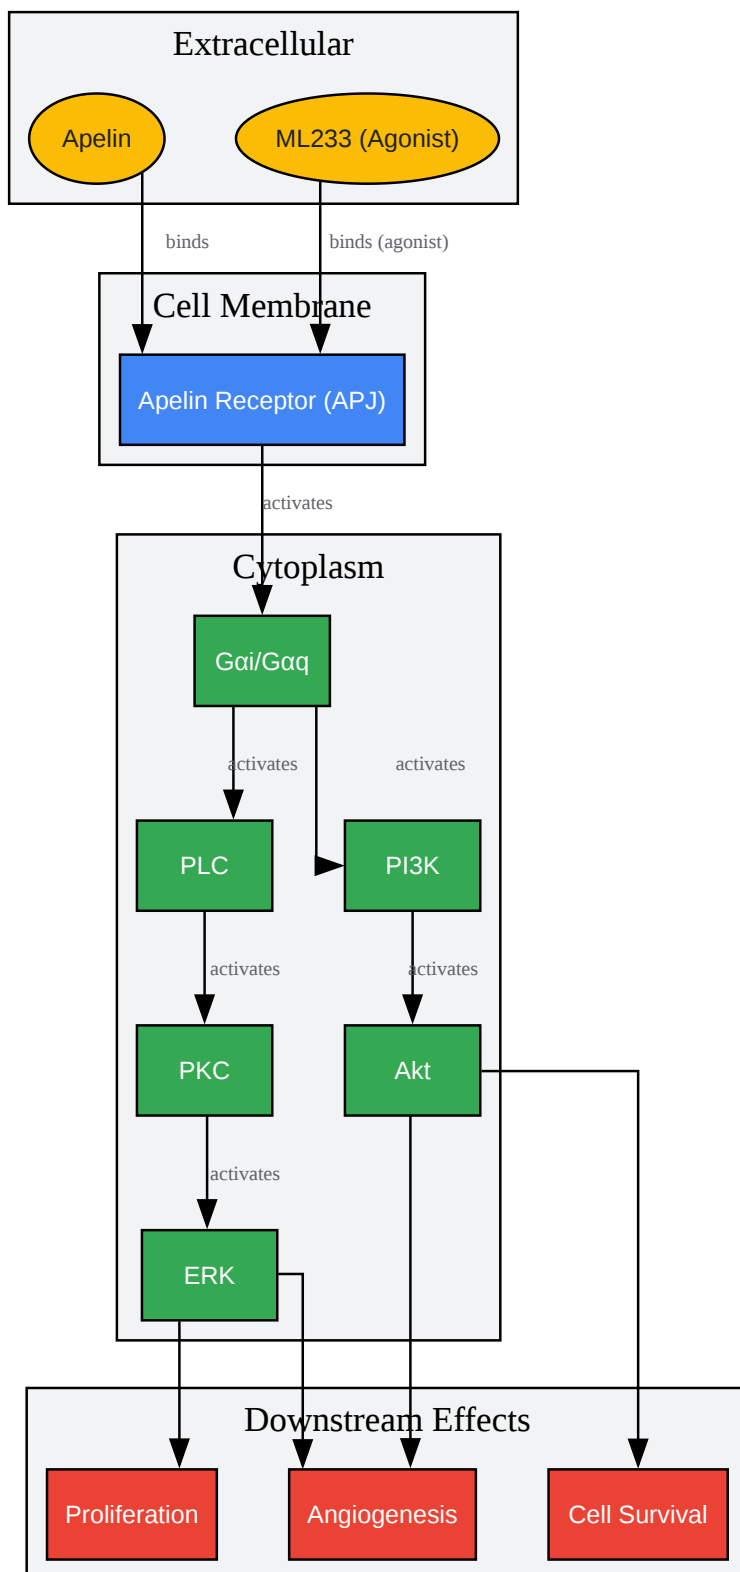 Extracellular
Apelin
ML233 (Agonist)
binds
binds (agonist)
Cell Membrane
Apelin Receptor (APJ)
activates
Cytoplasm
Gαi/Gαq
activates
activates
PLC
PI3K
activates
activates
PKC
Akt
activates
ERK
Downstream Effects
Proliferation
Angiogenesis
Cell Survival